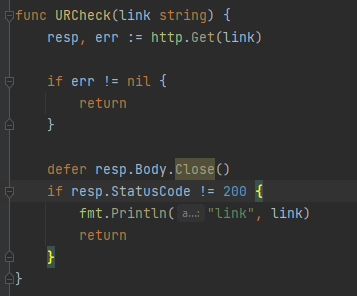 func URCheck(link string) {
    resp, err := http.Get(link)

    if err != nil {
        return
    }

    defer resp.Body.Close()
    if resp.StatusCode != 200 {
        fmt.Println( a...: "link", link)
        return
    }
}